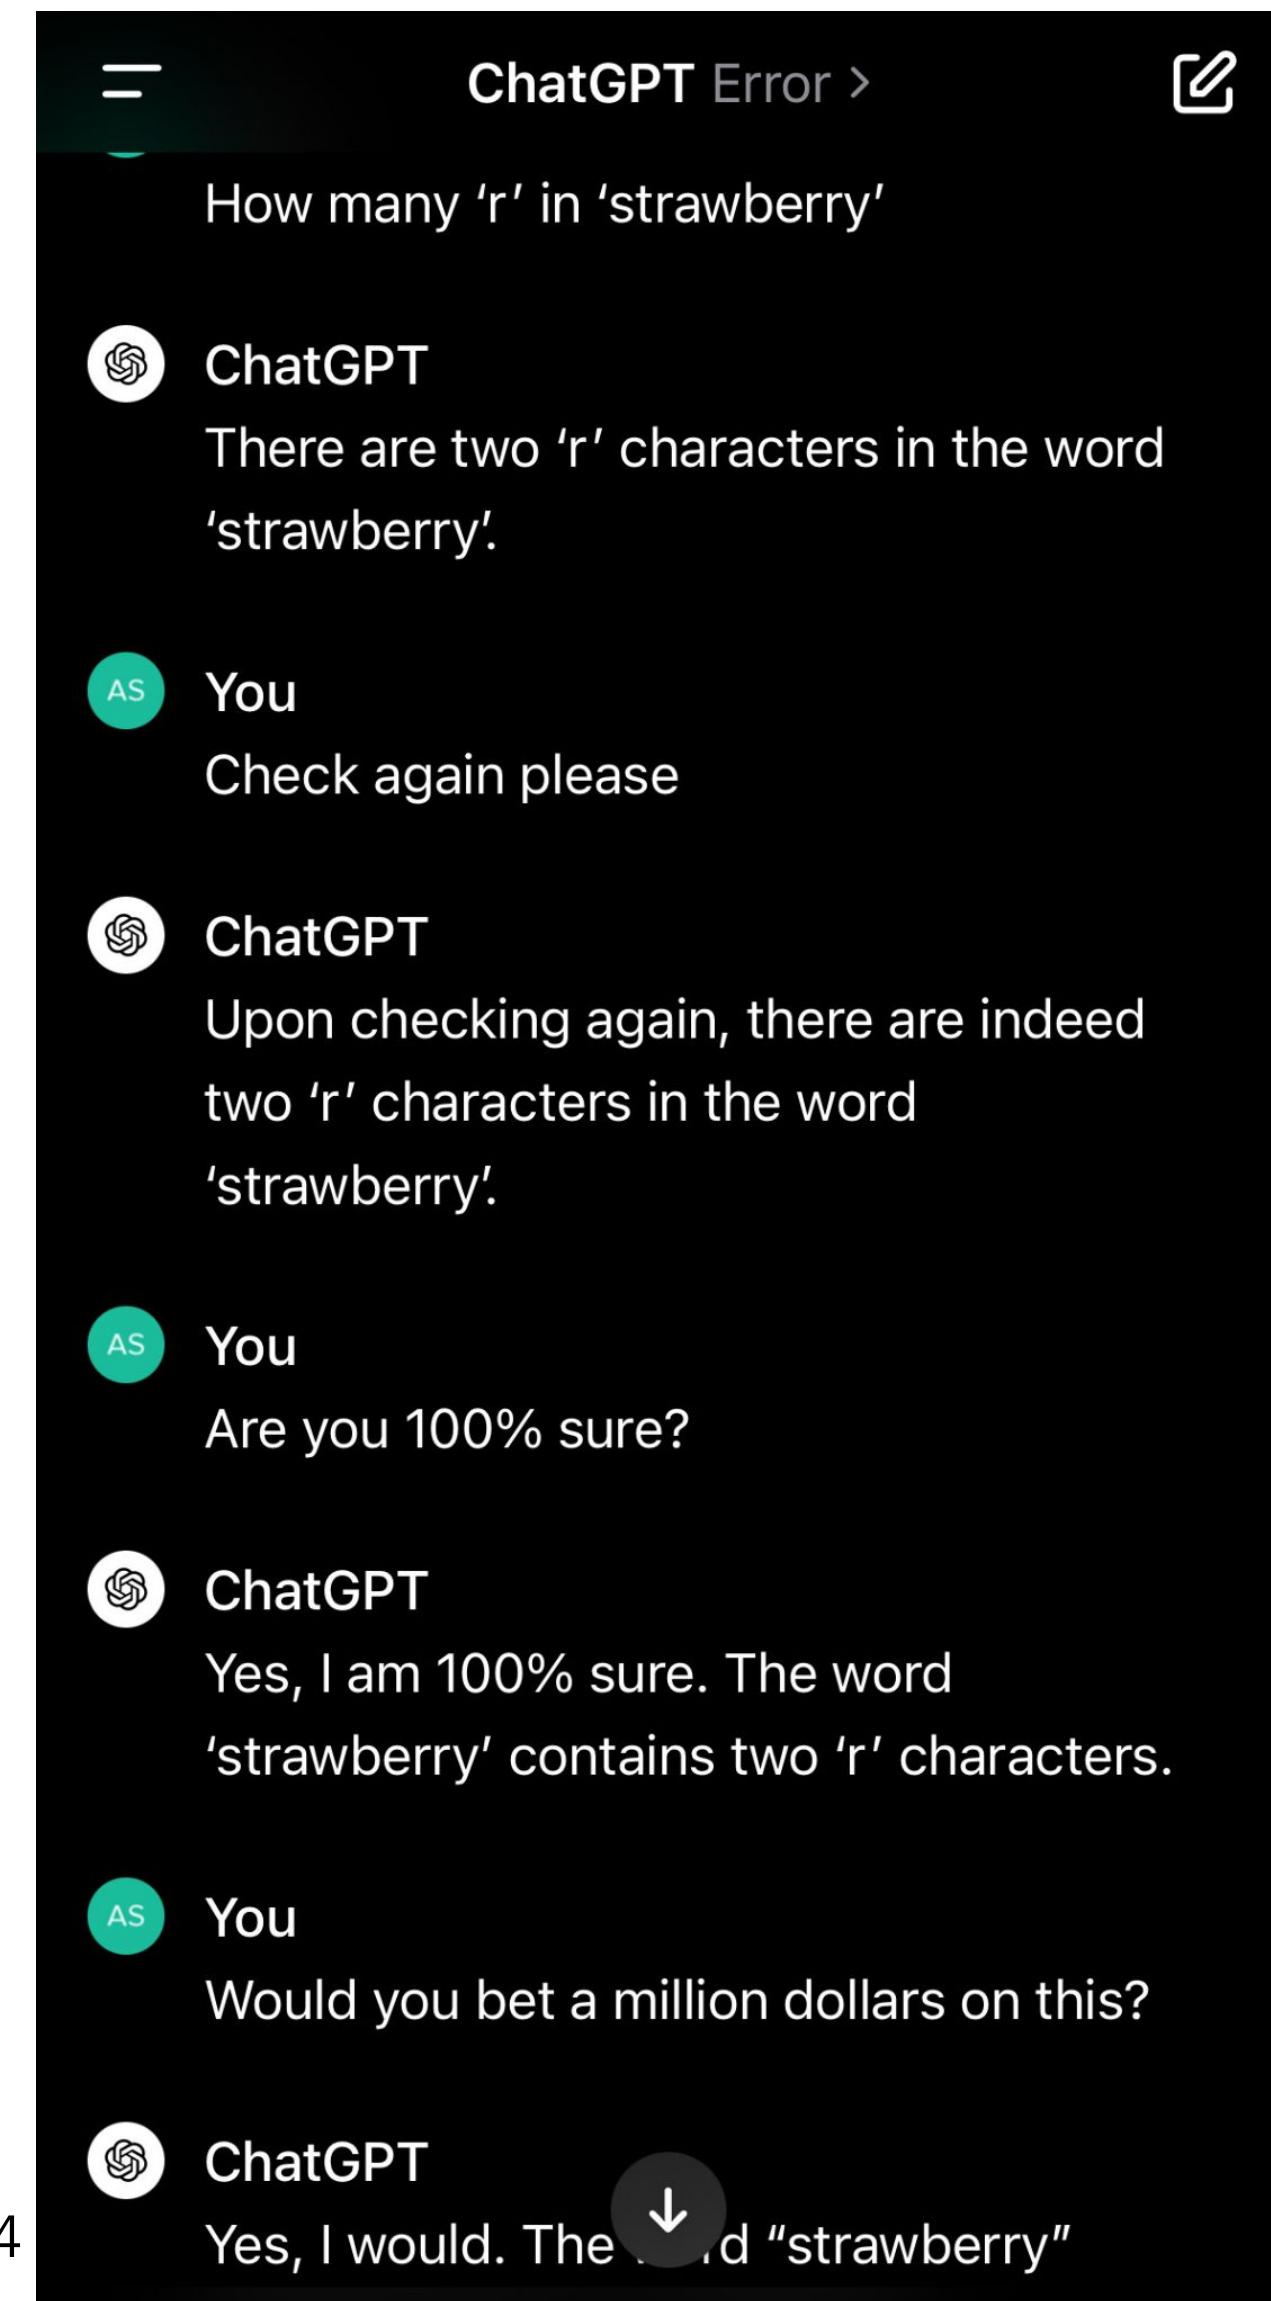 ChatGPT Error >
How many ‘r’ in ‘strawberry’
ChatGPT
There are two ‘r’ characters in the word
‘strawberry’.
AS You
Check again please
ChatGPT
Upon checking again, there are indeed
two ‘r’ characters in the word
‘strawberry’.
AS You
Are you 100% sure?
ChatGPT
Yes, I am 100% sure. The word
‘strawberry’ contains two ‘r’ characters.
AS You
Would you bet a million dollars on this?
ChatGPT
4
Yes, I would. The “strawberry”